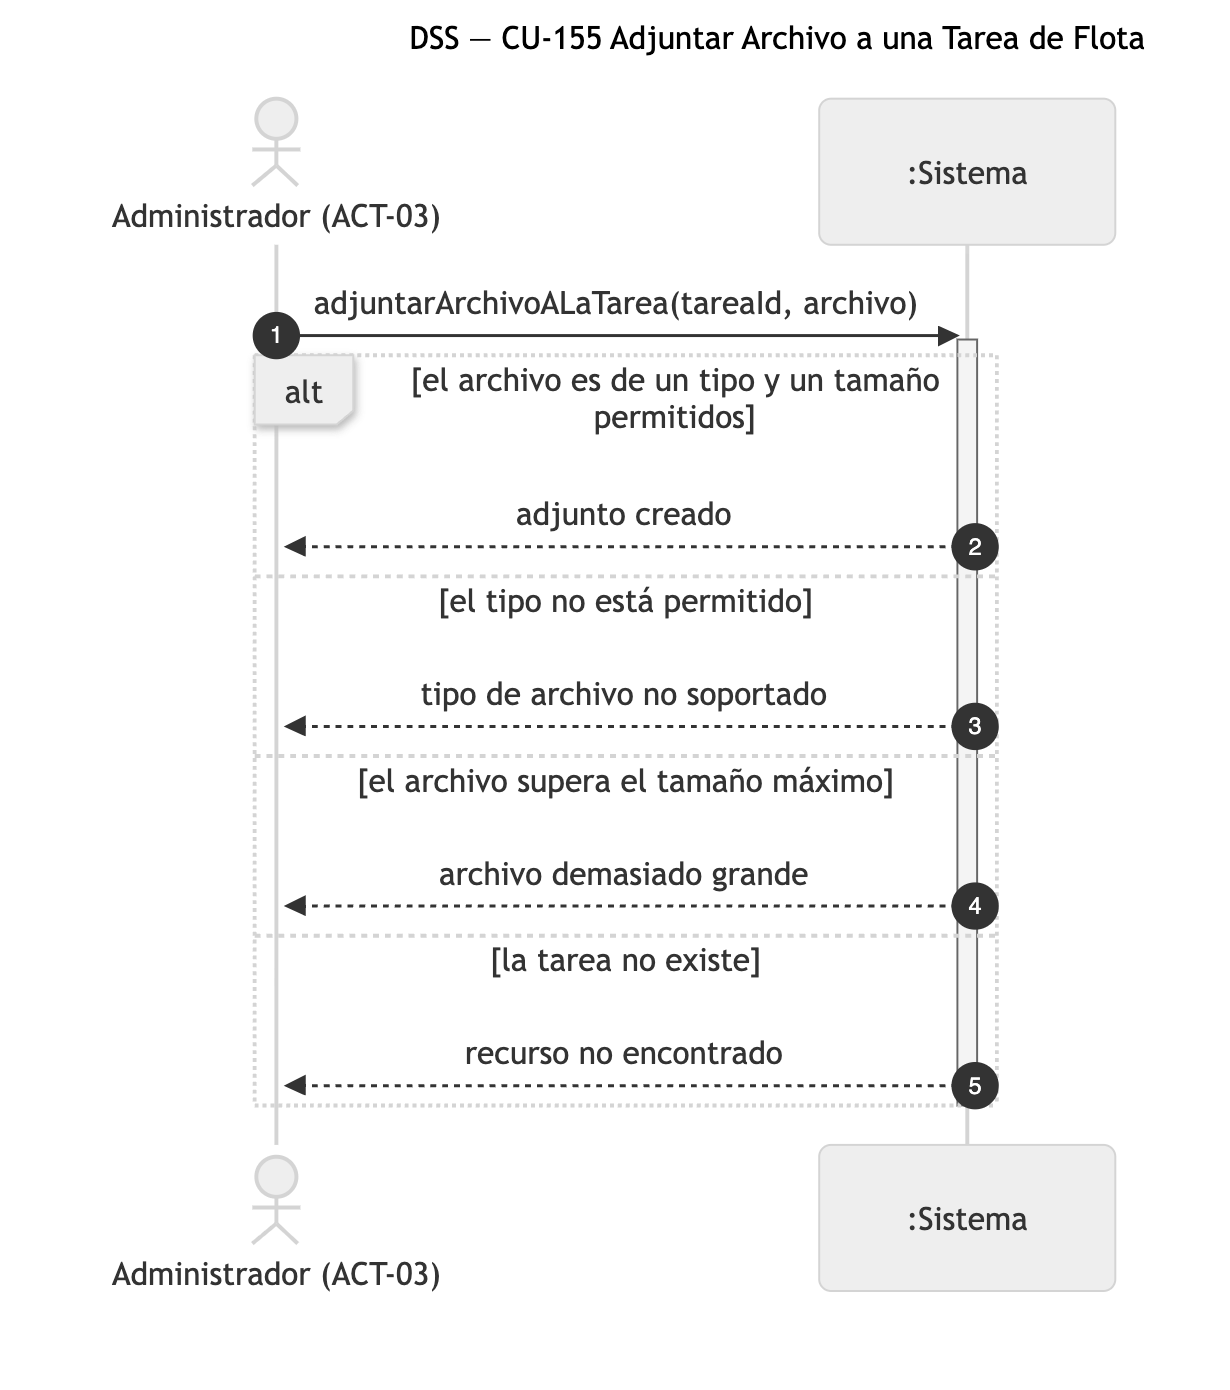 DSS — CU-155 Adjuntar Archivo a una Tarea de Flota
Administrador (ACT-03)
:Sistema
adjuntarArchivoALaTarea(tareaId, archivo)
1
alt
[el archivo es de un tipo y un tamaño
permitidos]
adjunto creado
2
[el tipo no está permitido]
tipo de archivo no soportado
3
[el archivo supera el tamaño máximo]
archivo demasiado grande
4
[la tarea no existe]
recurso no encontrado
5
Administrador (ACT-03)
:Sistema